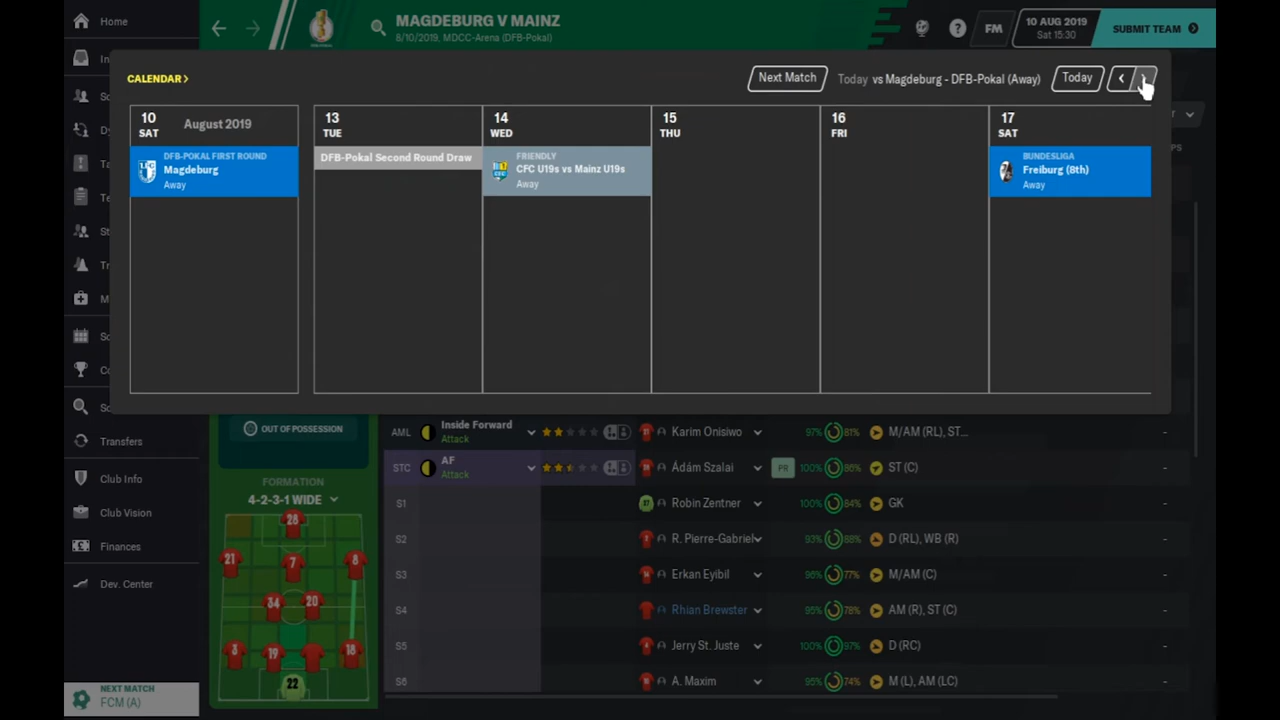 Home
MAGDEBURG V MAINZ
8/10/2019, MDCC-Arena (DFB-Pokal)
FM
10 AUG 2019
Sat 15:30
SUBMIT TEAM
CALENDAR>
Next Match
Today vs Magdeburg - DFB-Pokal (Away)
Today
10
SAT
August 2019
DFB-POKAL FIRST ROUND
Magdeburg
Away
13
TUE
DFB-Pokal Second Round Draw
14
WED
FRIENDLY
CFC U19s vs Mainz U19s
Away
15
THU
16
FRI
17
SAT
BUNDESLIGA
Freiburg (8th)
Away
Transfers
Club Info
Club Vision
Finances
Dev. Center
NEXT MATCH
FCM (A)
OUT OF POSSESSION
FORMATION
4-2-3-1 WIDE
28
21
7
8
34
20
3
19
18
22
AML Inside Forward Attack Karim Onisiwo 97% 81% M/AM (RL), ST...
STC AF Attack Ádám Szalai PR 100% 86% ST (C)
S1 Robin Zentner 100% 84% GK
S2 R. Pierre-Gabriel 93% 88% D (RL), WB (R)
S3 Erkan Eyibil 96% 77% M/AM (C)
S4 Rhian Brewster 95% 78% AM (R), ST (C)
S5 Jerry St. Juste 100% 97% D (RC)
S6 A. Maxim 95% 74% M (L), AM (LC)